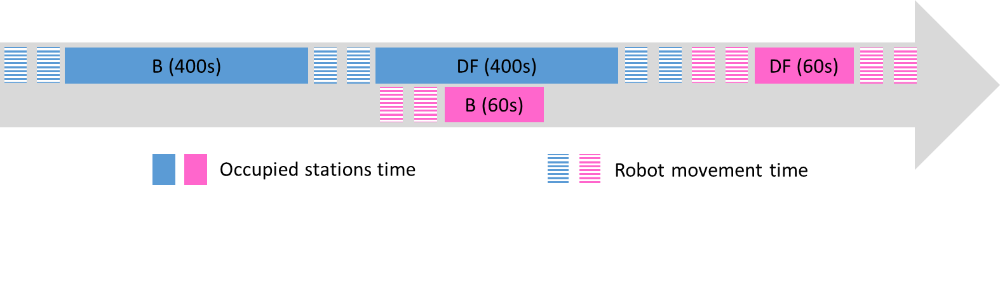 B (400s)
DF (400s)
DF (60s)
B (60s)
Occupied stations time
Robot movement time